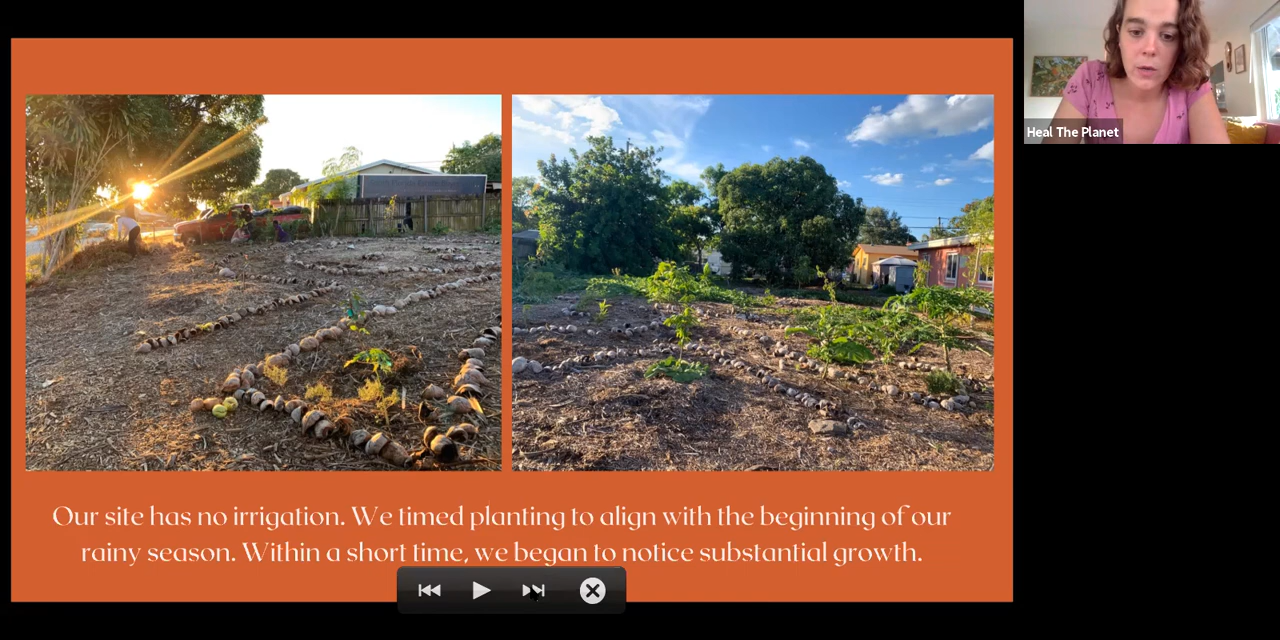 Heal The Planet
Our site has no irrigation. We timed planting to align with the beginning of our
rainy season. Within a short time, we began to notice substantial growth.